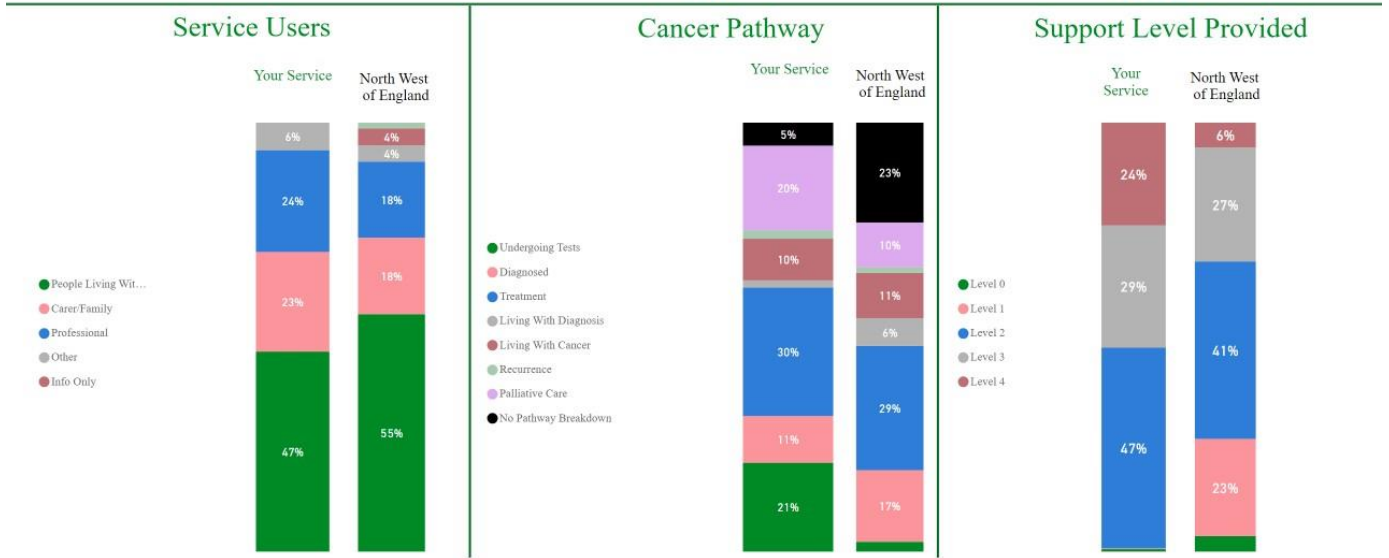 Service Users
Your Service
North West
of England
6%
24%
23%
47%
4%
4%
18%
18%
55%
People Living Wit...
Carer/Family
Professional
Other
Info Only
Cancer Pathway
Your Service
North West
of England
5%
20%
10%
30%
11%
21%
23%
10%
11%
6%
29%
17%
Undergoing Tests
Diagnosed
Treatment
Living With Diagnosis
Living With Cancer
Recurrence
Palliative Care
No Pathway Breakdown
Support Level Provided
Your
Service
North West
of England
24%
29%
47%
6%
27%
41%
23%
Level 0
Level 1
Level 2
Level 3
Level 4